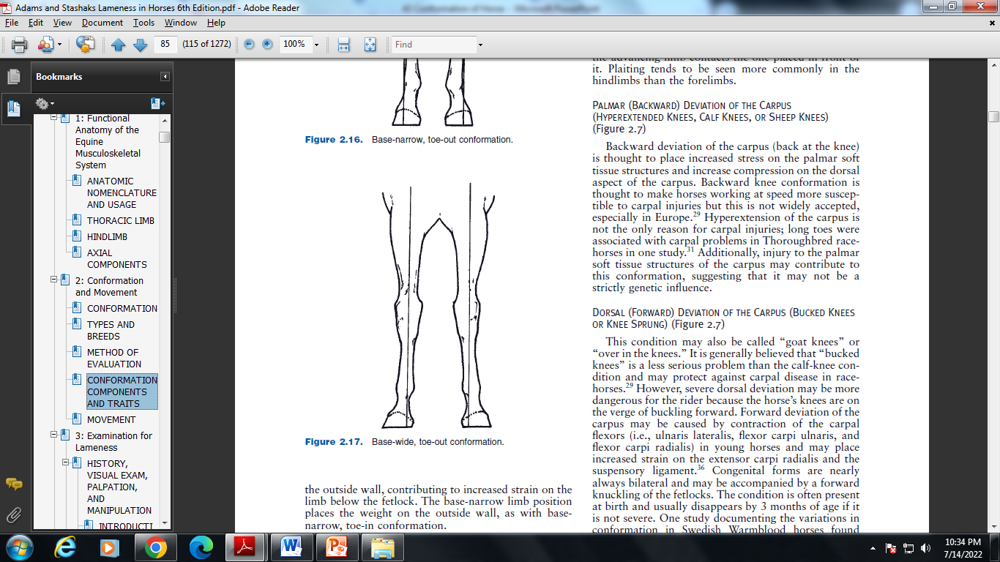 Adams and Stashaks Lameness in Horses 6th Edition.pdf - Adobe Reader
File Edit View Document Tools Window Help
85 (115 of 1272) 100% Find
Bookmarks
1: Functional
Anatomy of the
Equine
Musculoskeletal
System
ANATOMIC
NOMENCLATURE
AND USAGE
THORACIC LIMB
HINDLIMB
AXIAL
COMPONENTS
2: Conformation
and Movement
CONFORMATION
TYPES AND
BREEDS
METHOD OF
EVALUATION
CONFORMATION
COMPONENTS
AND TRAITS
MOVEMENT
3: Examination for
Lameness
HISTORY,
VISUAL EXAM,
PALPATION,
AND
MANIPULATION
INTRODUCTI
Figure 2.16. Base-narrow, toe-out conformation.
Figure 2.17. Base-wide, toe-out conformation.
the outside wall, contributing to increased strain on the
limb below the fetlock. The base-narrow limb position
places the weight on the outside wall, as with base-
narrow, toe-in conformation.
the advancing limb contacts the one placed in front of
it. Plaiting tends to be seen more commonly in the
hindlimbs than the forelimbs.
PALMAR (BACKWARD) DEVIATION OF THE CARPUS
(HYPEREXTENDED KNEES, CALF KNEES, OR SHEEP KNEES)
(Figure 2.7)
Backward deviation of the carpus (back at the knee)
is thought to place increased stress on the palmar soft
tissue structures and increase compression on the dorsal
aspect of the carpus. Backward knee conformation is
thought to make horses working at speed more suscep-
tible to carpal injuries but this is not widely accepted,
especially in Europe.29 Hyperextension of the carpus is
not the only reason for carpal injuries; long toes were
associated with carpal problems in Thoroughbred race-
horses in one study.31 Additionally, injury to the palmar
soft tissue structures of the carpus may contribute to
this conformation, suggesting that it may not be a
strictly genetic influence.
DORSAL (FORWARD) DEVIATION OF THE CARPUS (BUCKED KNEES
OR KNEE SPRUNG) (Figure 2.7)
This condition may also be called “goat knees” or
“over in the knees.” It is generally believed that “bucked
knees” is a less serious problem than the calf-knee con-
dition and may protect against carpal disease in race-
horses.29 However, severe dorsal deviation may be more
dangerous for the rider because the horse’s knees are on
the verge of buckling forward. Forward deviation of the
carpus may be caused by contraction of the carpal
flexors (i.e., ulnaris lateralis, flexor carpi ulnaris, and
flexor carpi radialis) in young horses and may place
increased strain on the extensor carpi radialis and the
suspensory ligament.36 Congenital forms are nearly
always bilateral and may be accompanied by a forward
knuckling of the fetlocks. The condition is often present
at birth and usually disappears by 3 months of age if it
is not severe. One study documenting the variations in
conformation in Swedish Warmblood horses found
10:34 PM
7/14/2022